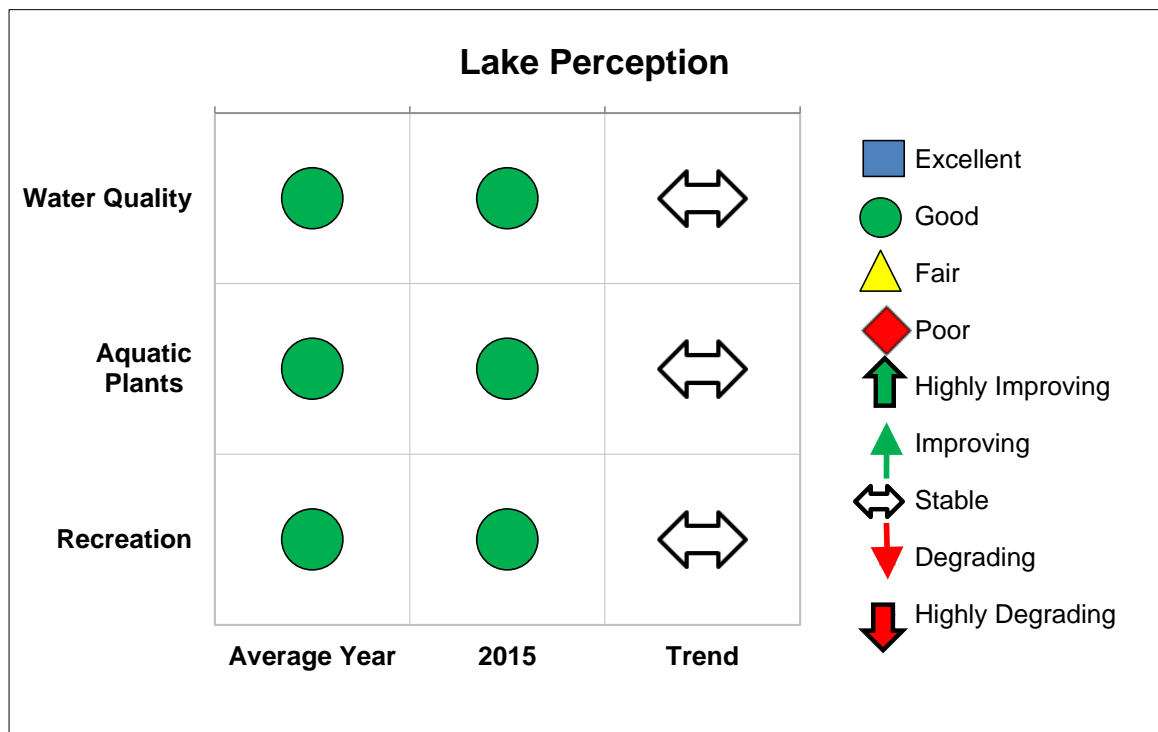 Lake Perception
Water Quality
Aquatic
Plants
Recreation
Average Year
2015
Trend
Excellent
Good
Fair
Poor
Highly Improving
Improving
Stable
Degrading
Highly Degrading